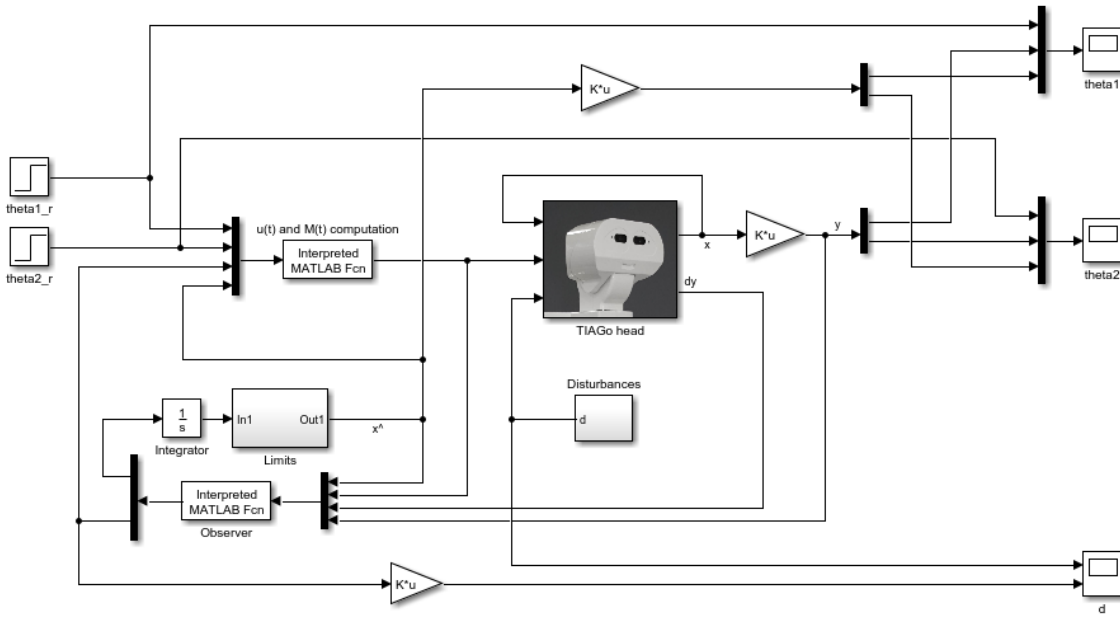 theta1
K*u
theta1_r
u(t) and M(t) computation
Interpreted
MATLAB Fcn
theta2_r
x
K*u
y
theta2
dy
TIAGo head
Disturbances
d
1
s
Integrator
In1
Out1
Limits
x^
Interpreted
MATLAB Fcn
Observer
K*u
d